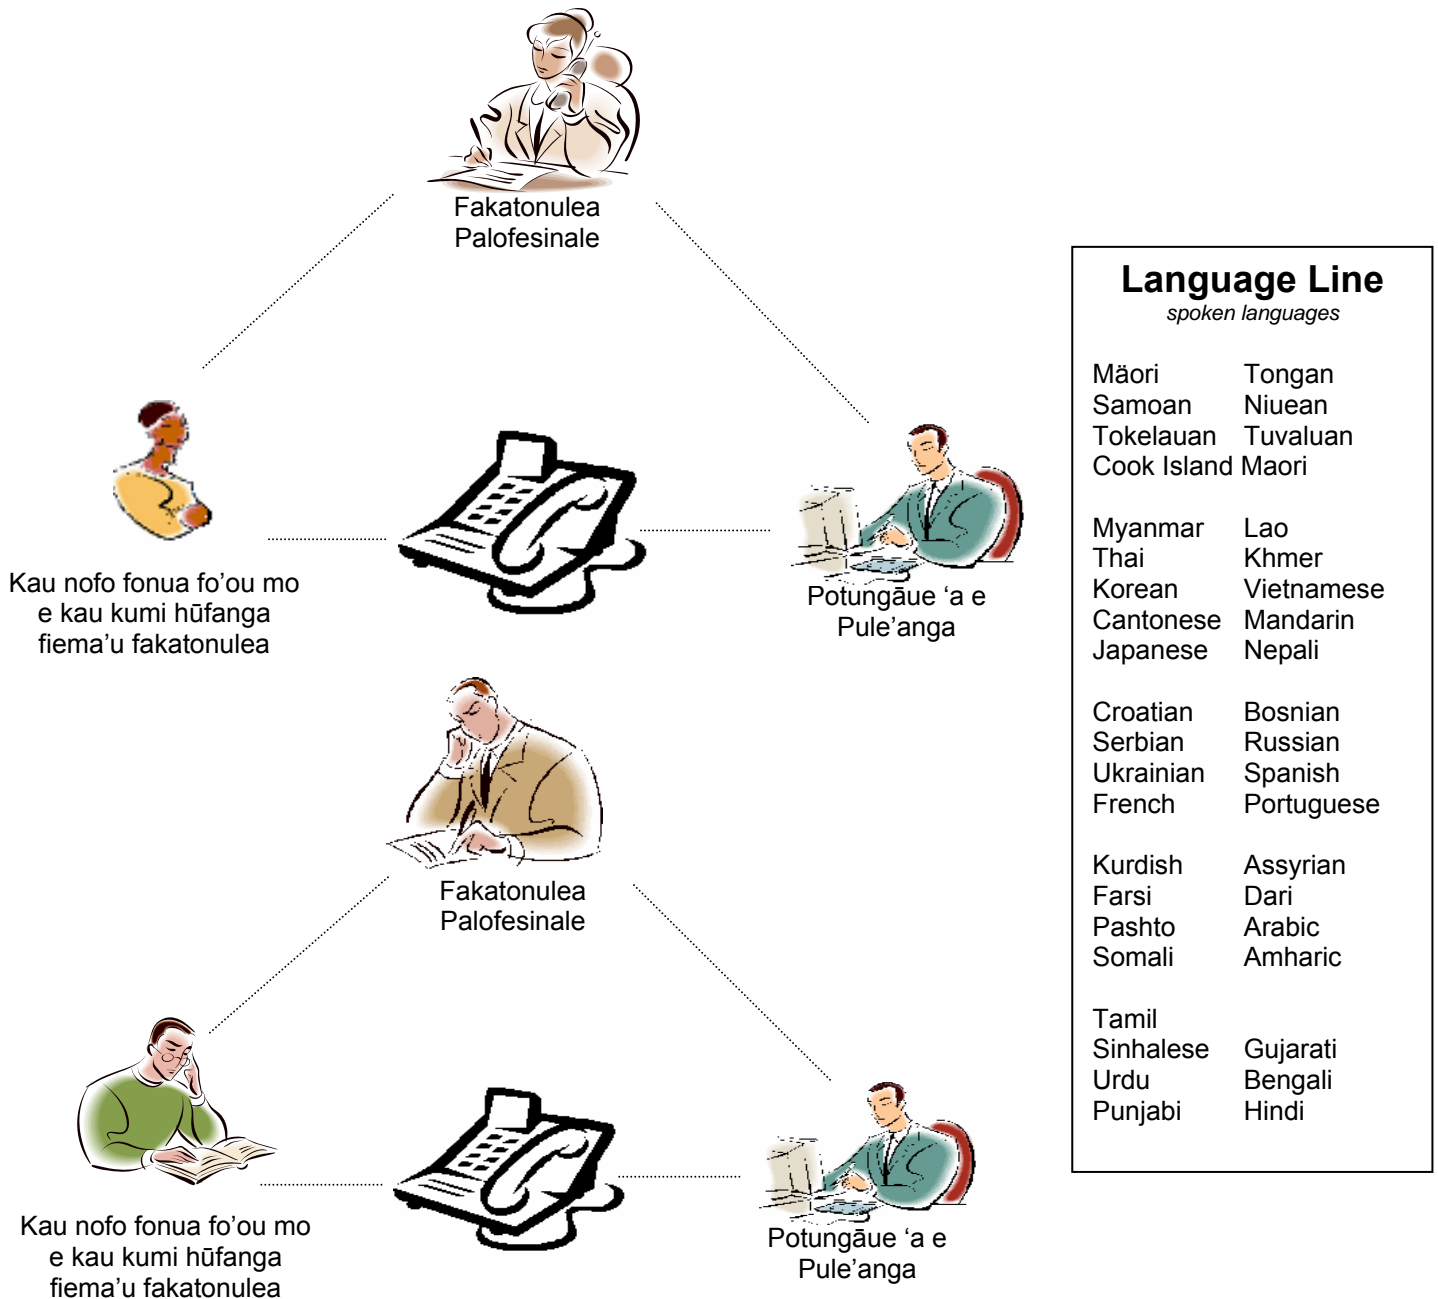 Fakatonulea
Palofesinale
Kau nofo fonua fo’ou mo
e kau kumi hūfanga
fiema’u fakatonulea
Potungāue ‘a e
Pule’anga
Fakatonulea
Palofesinale
Kau nofo fonua fo’ou mo
e kau kumi hūfanga
fiema’u fakatonulea
Potungāue ‘a e
Pule’anga
Language Line
spoken languages
Mäori Tongan
Samoan Niuean
Tokelauan Tuvaluan
Cook Island Maori
Myanmar Lao
Thai Khmer
Korean Vietnamese
Cantonese Mandarin
Japanese Nepali
Croatian Bosnian
Serbian Russian
Ukrainian Spanish
French Portuguese
Kurdish Assyrian
Farsi Dari
Pashto Arabic
Somali Amharic
Tamil
Sinhalese Gujarati
Urdu Bengali
Punjabi Hindi